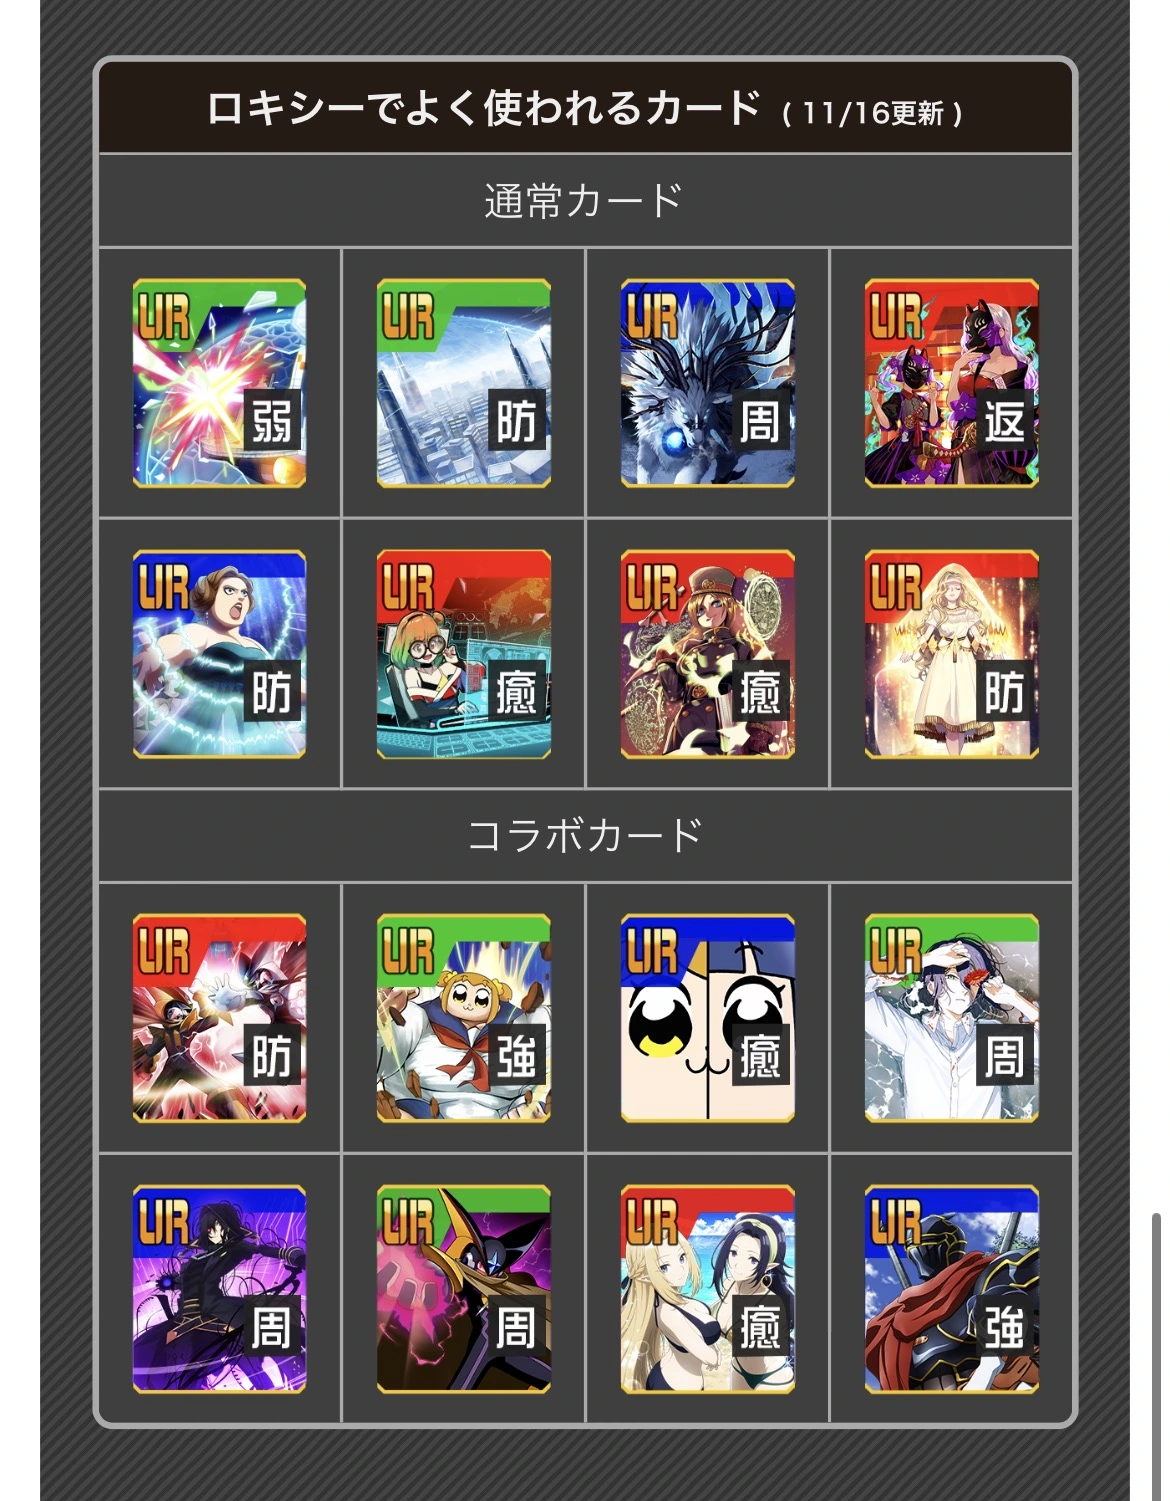 ロキシーでよく使われるカード ( 11/16更新 )
通常カード
UR UR UR UR
弱 防 周 返
UR UR UR UR
防 癒 癒 防
コラボカード
UR UR UR UR
防 強 癒 周
UR UR UR UR
周 周 癒 強